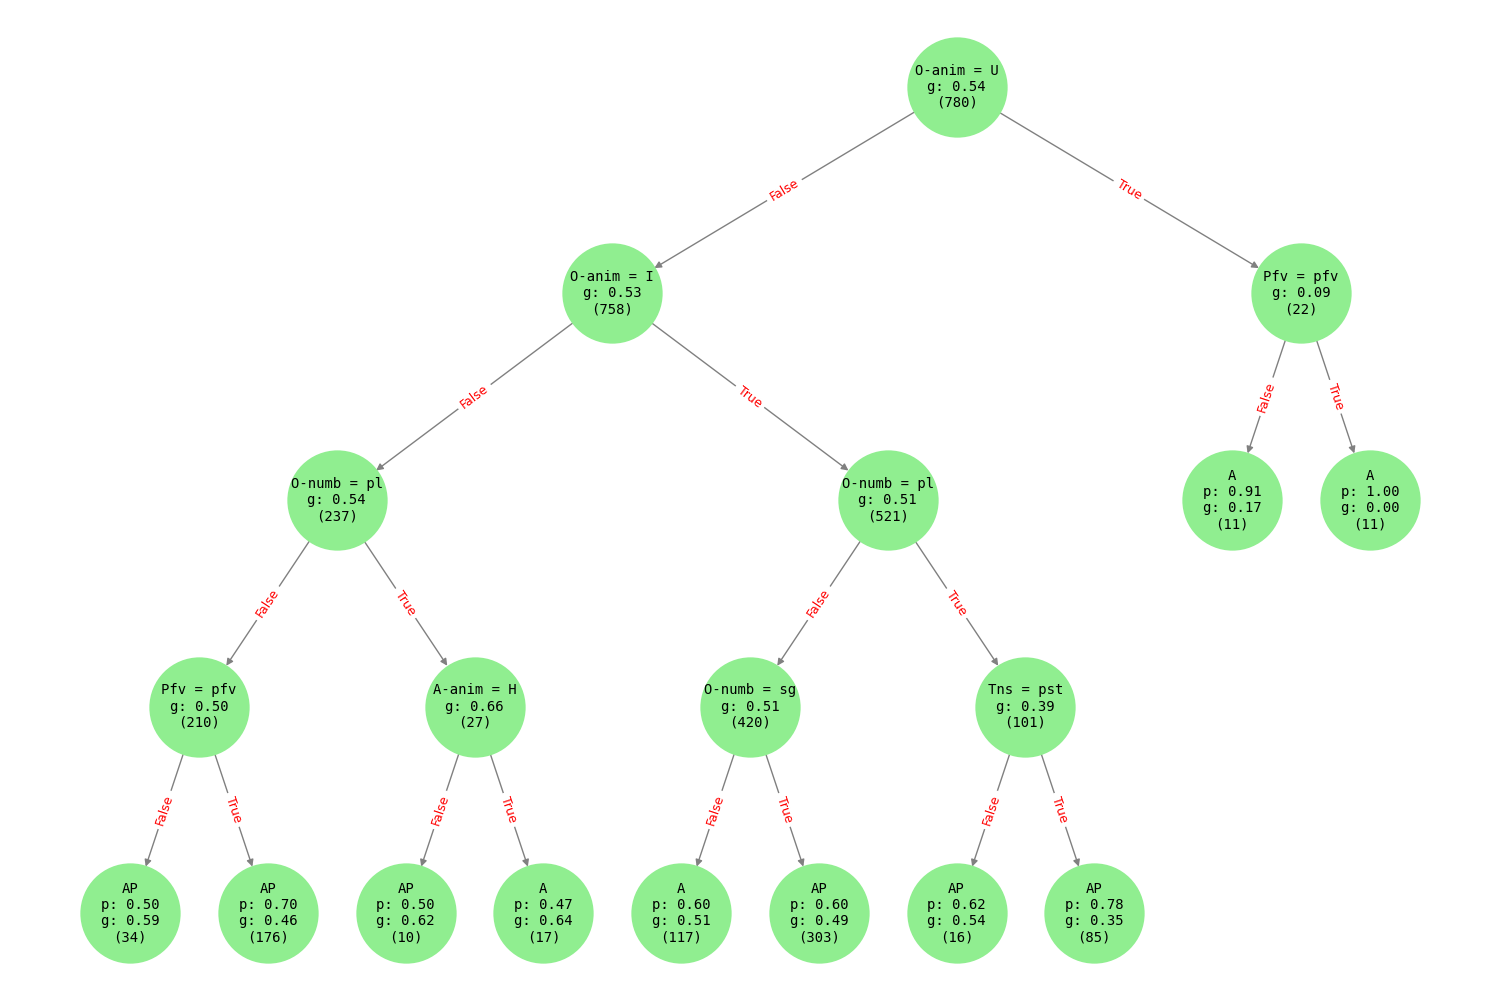 O-anim = U
g: 0.54
(780)
False
True
O-anim = I
g: 0.53
(758)
Pfv = pfv
g: 0.09
(22)
False
True
False
True
O-numb = pl
g: 0.54
(237)
O-numb = pl
g: 0.51
(521)
A
p: 0.91
g: 0.17
(11)
A
p: 1.00
g: 0.00
(11)
False
True
False
True
Pfv = pfv
g: 0.50
(210)
A-anim = H
g: 0.66
(27)
O-numb = sg
g: 0.51
(420)
Tns = pst
g: 0.39
(101)
False
True
False
True
False
True
False
True
AP
p: 0.50
g: 0.59
(34)
AP
p: 0.70
g: 0.46
(176)
AP
p: 0.50
g: 0.62
(10)
A
p: 0.47
g: 0.64
(17)
A
p: 0.60
g: 0.51
(117)
AP
p: 0.60
g: 0.49
(303)
AP
p: 0.62
g: 0.54
(16)
AP
p: 0.78
g: 0.35
(85)